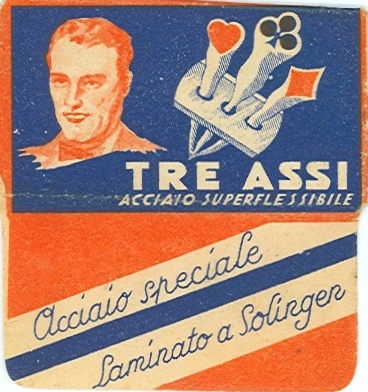 TRE ASSI
ACCIAIO SUPERFLESSIBILE
Acciaio speciale
Laminato a Solingen